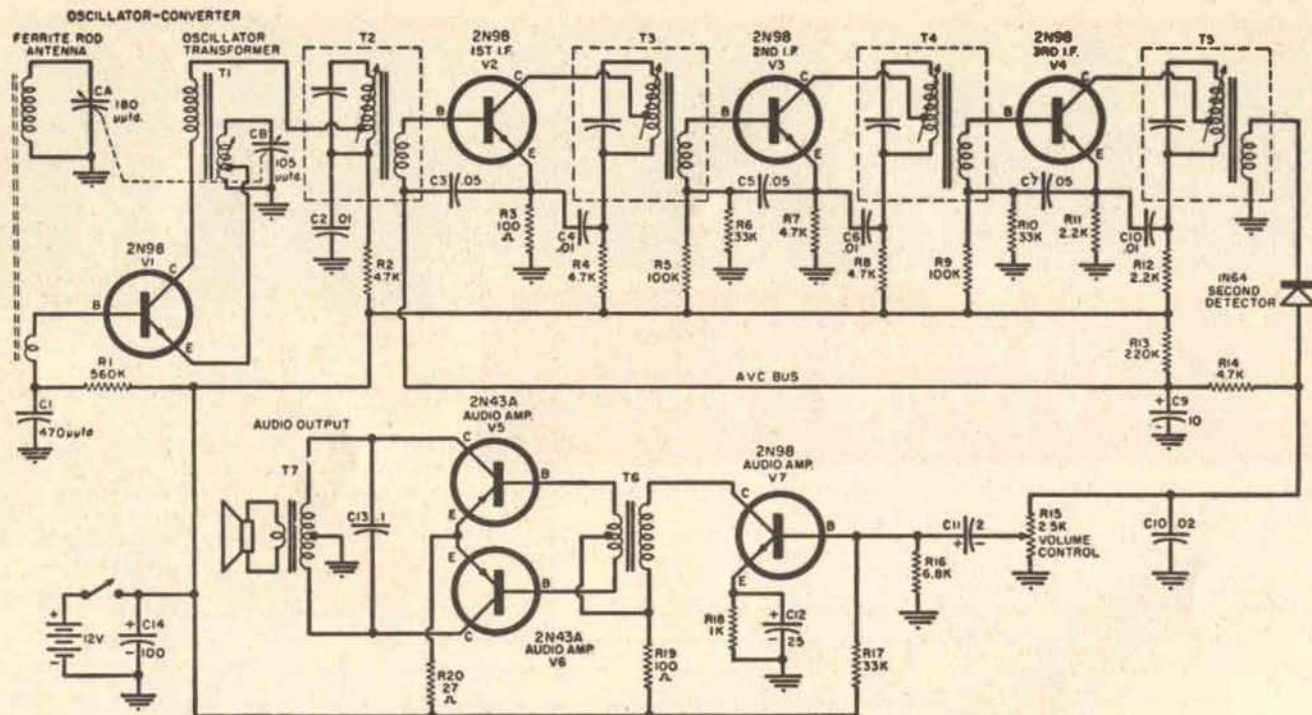 OSCILLATOR-CONVERTER
FERRITE ROD
ANTENNA
OSCILLATOR
TRANSFORMER
T1
CA
180
µµfd.
CB
105
µµfd.
2N98
V1
C
B
E
R1
560K
C1
470µµfd
T2
C2
.01
R2
4.7K
2N98
1ST I.F.
V2
C
B
E
C3
.05
R3
100
Ω
C4
.01
T3
R4
4.7K
R5
100K
2N98
2ND I.F.
V3
C
B
E
C5
.05
R6
33K
R7
4.7K
C6
.01
T4
R8
4.7K
R9
100K
2N98
3RD I.F.
V4
C
B
E
C7
.05
R10
33K
R11
2.2K
C10
.01
T5
R12
2.2K
1N64
SECOND
DETECTOR
R13
220K
R14
4.7K
AVC BUS
C9
+
-
10
AUDIO OUTPUT
T7
C13
.1
2N43A
AUDIO AMP.
V5
C
B
E
E
B
C
2N43A
AUDIO AMP.
V6
T6
2N98
AUDIO AMP.
V7
C
B
E
C11
2
+
-
R15
2.5K
VOLUME
CONTROL
C10
.02
R16
6.8K
R18
1K
+
C12
-
25
R17
33K
R19
100
Ω
R20
27
Ω
+
12V.
-
+
C14
-
100